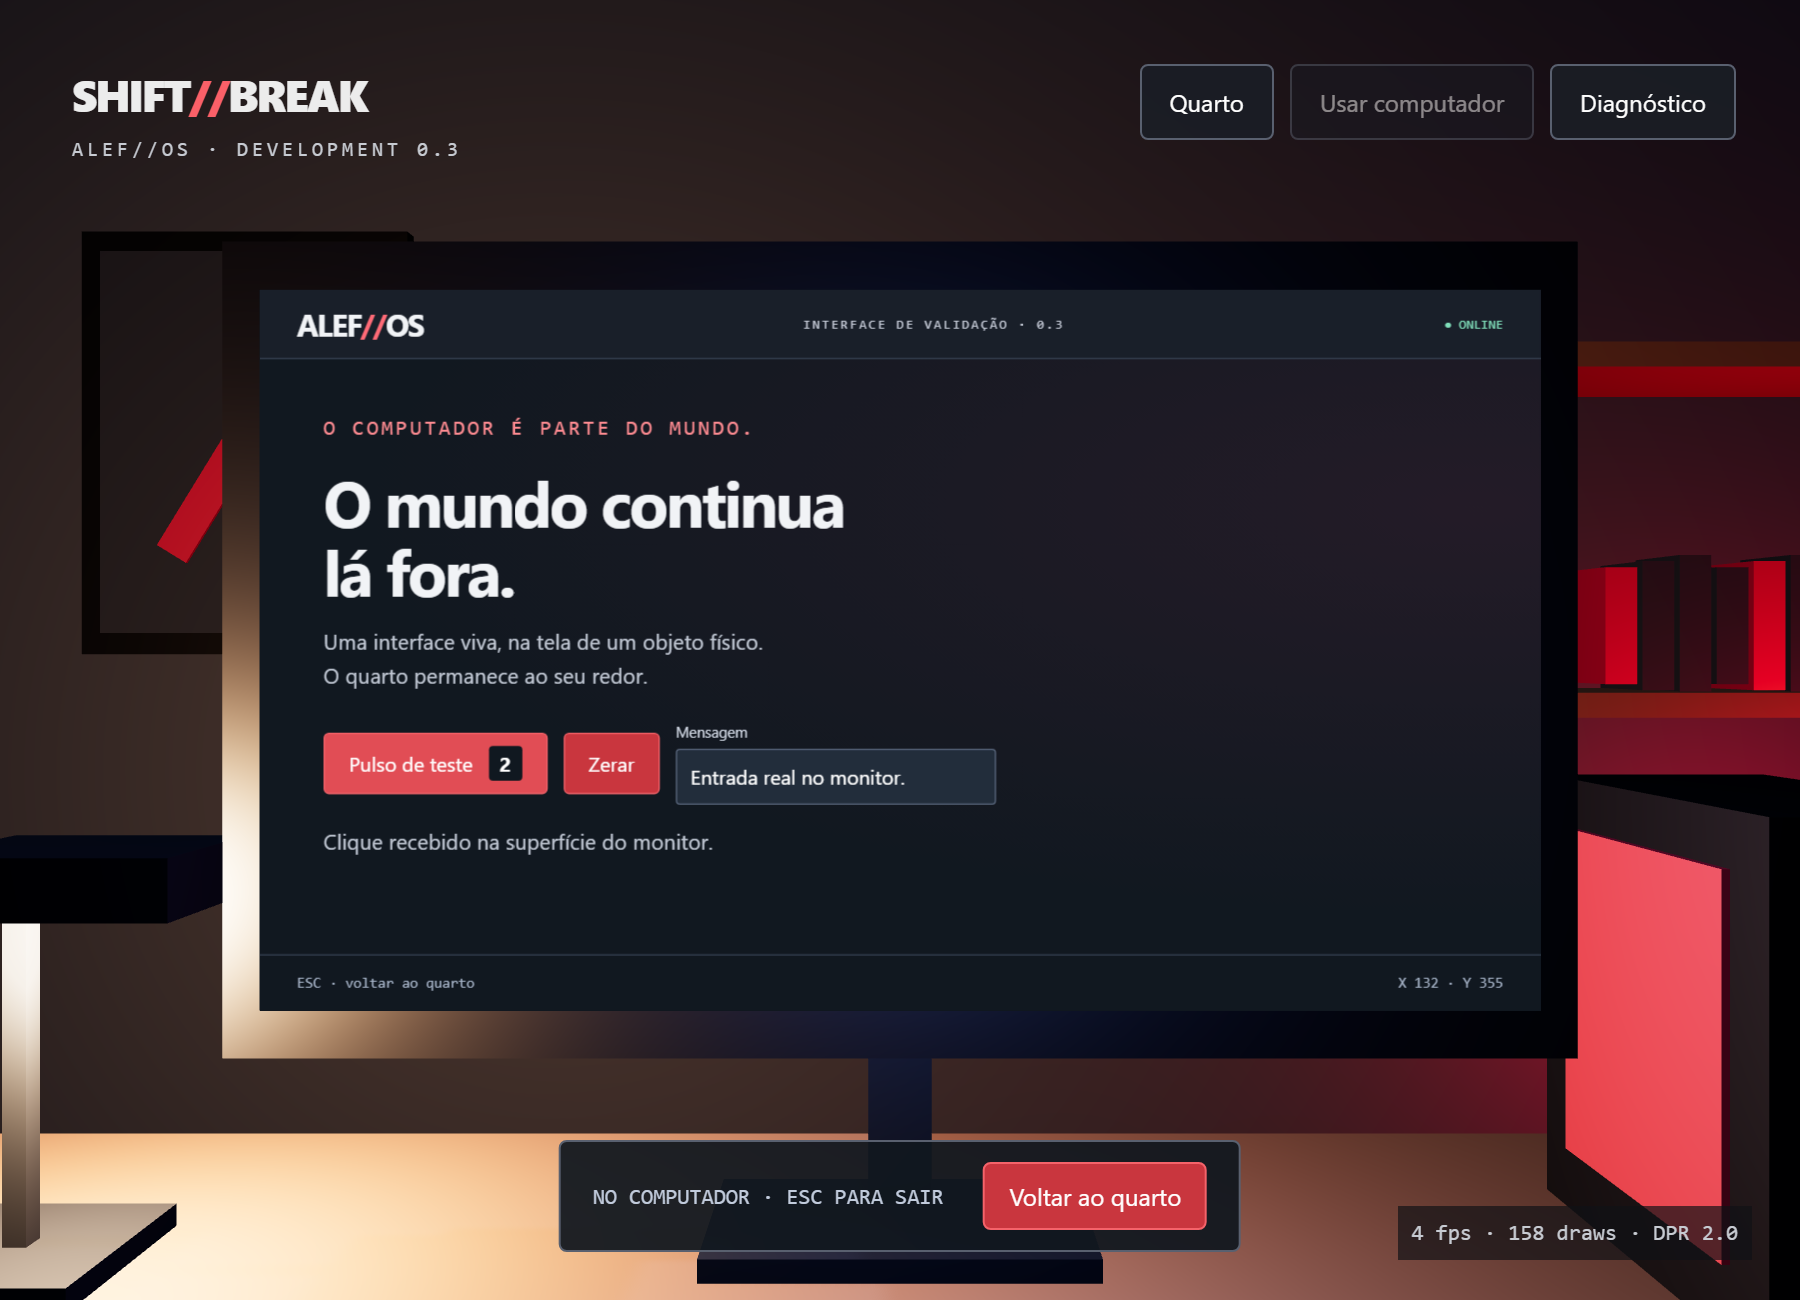 SHIFT//BREAK
ALEF//OS · DEVELOPMENT 0.3
Quarto
Usar computador
Diagnóstico
ALEF//OS
INTERFACE DE VALIDAÇÃO · 0.3
● ONLINE
O COMPUTADOR É PARTE DO MUNDO.
O mundo continua
lá fora.
Uma interface viva, na tela de um objeto físico.
O quarto permanece ao seu redor.
Pulso de teste 2
Zerar
Mensagem
Entrada real no monitor.
Clique recebido na superfície do monitor.
ESC · voltar ao quarto
X 132 · Y 355
NO COMPUTADOR · ESC PARA SAIR
Voltar ao quarto
4 fps · 158 draws · DPR 2.0